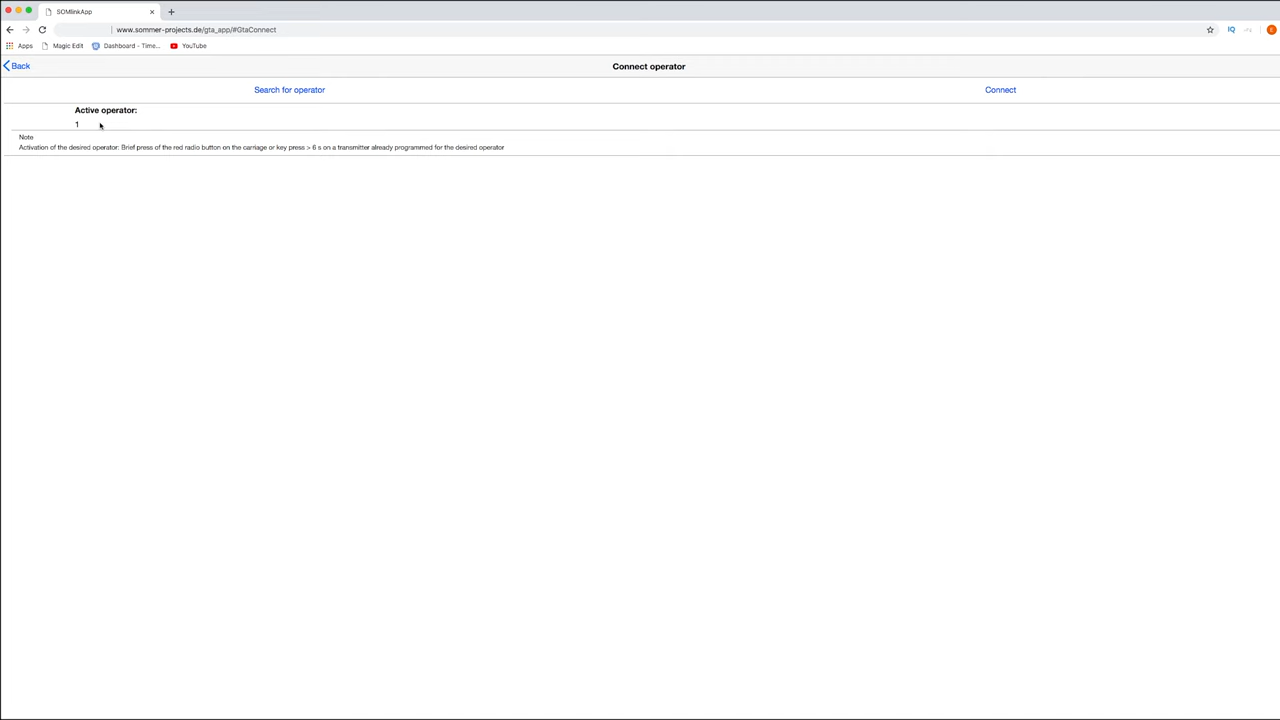 SOMlinkApp
www.sommer-projects.de/gta_app/#GtaConnect
Apps Magic Edit Dashboard - Time... YouTube
Back Connect operator
Search for operator Connect
Active operator:
1
Note
Activation of the desired operator: Brief press of the red radio button on the carriage or key press > 6 s on a transmitter already programmed for the desired operator